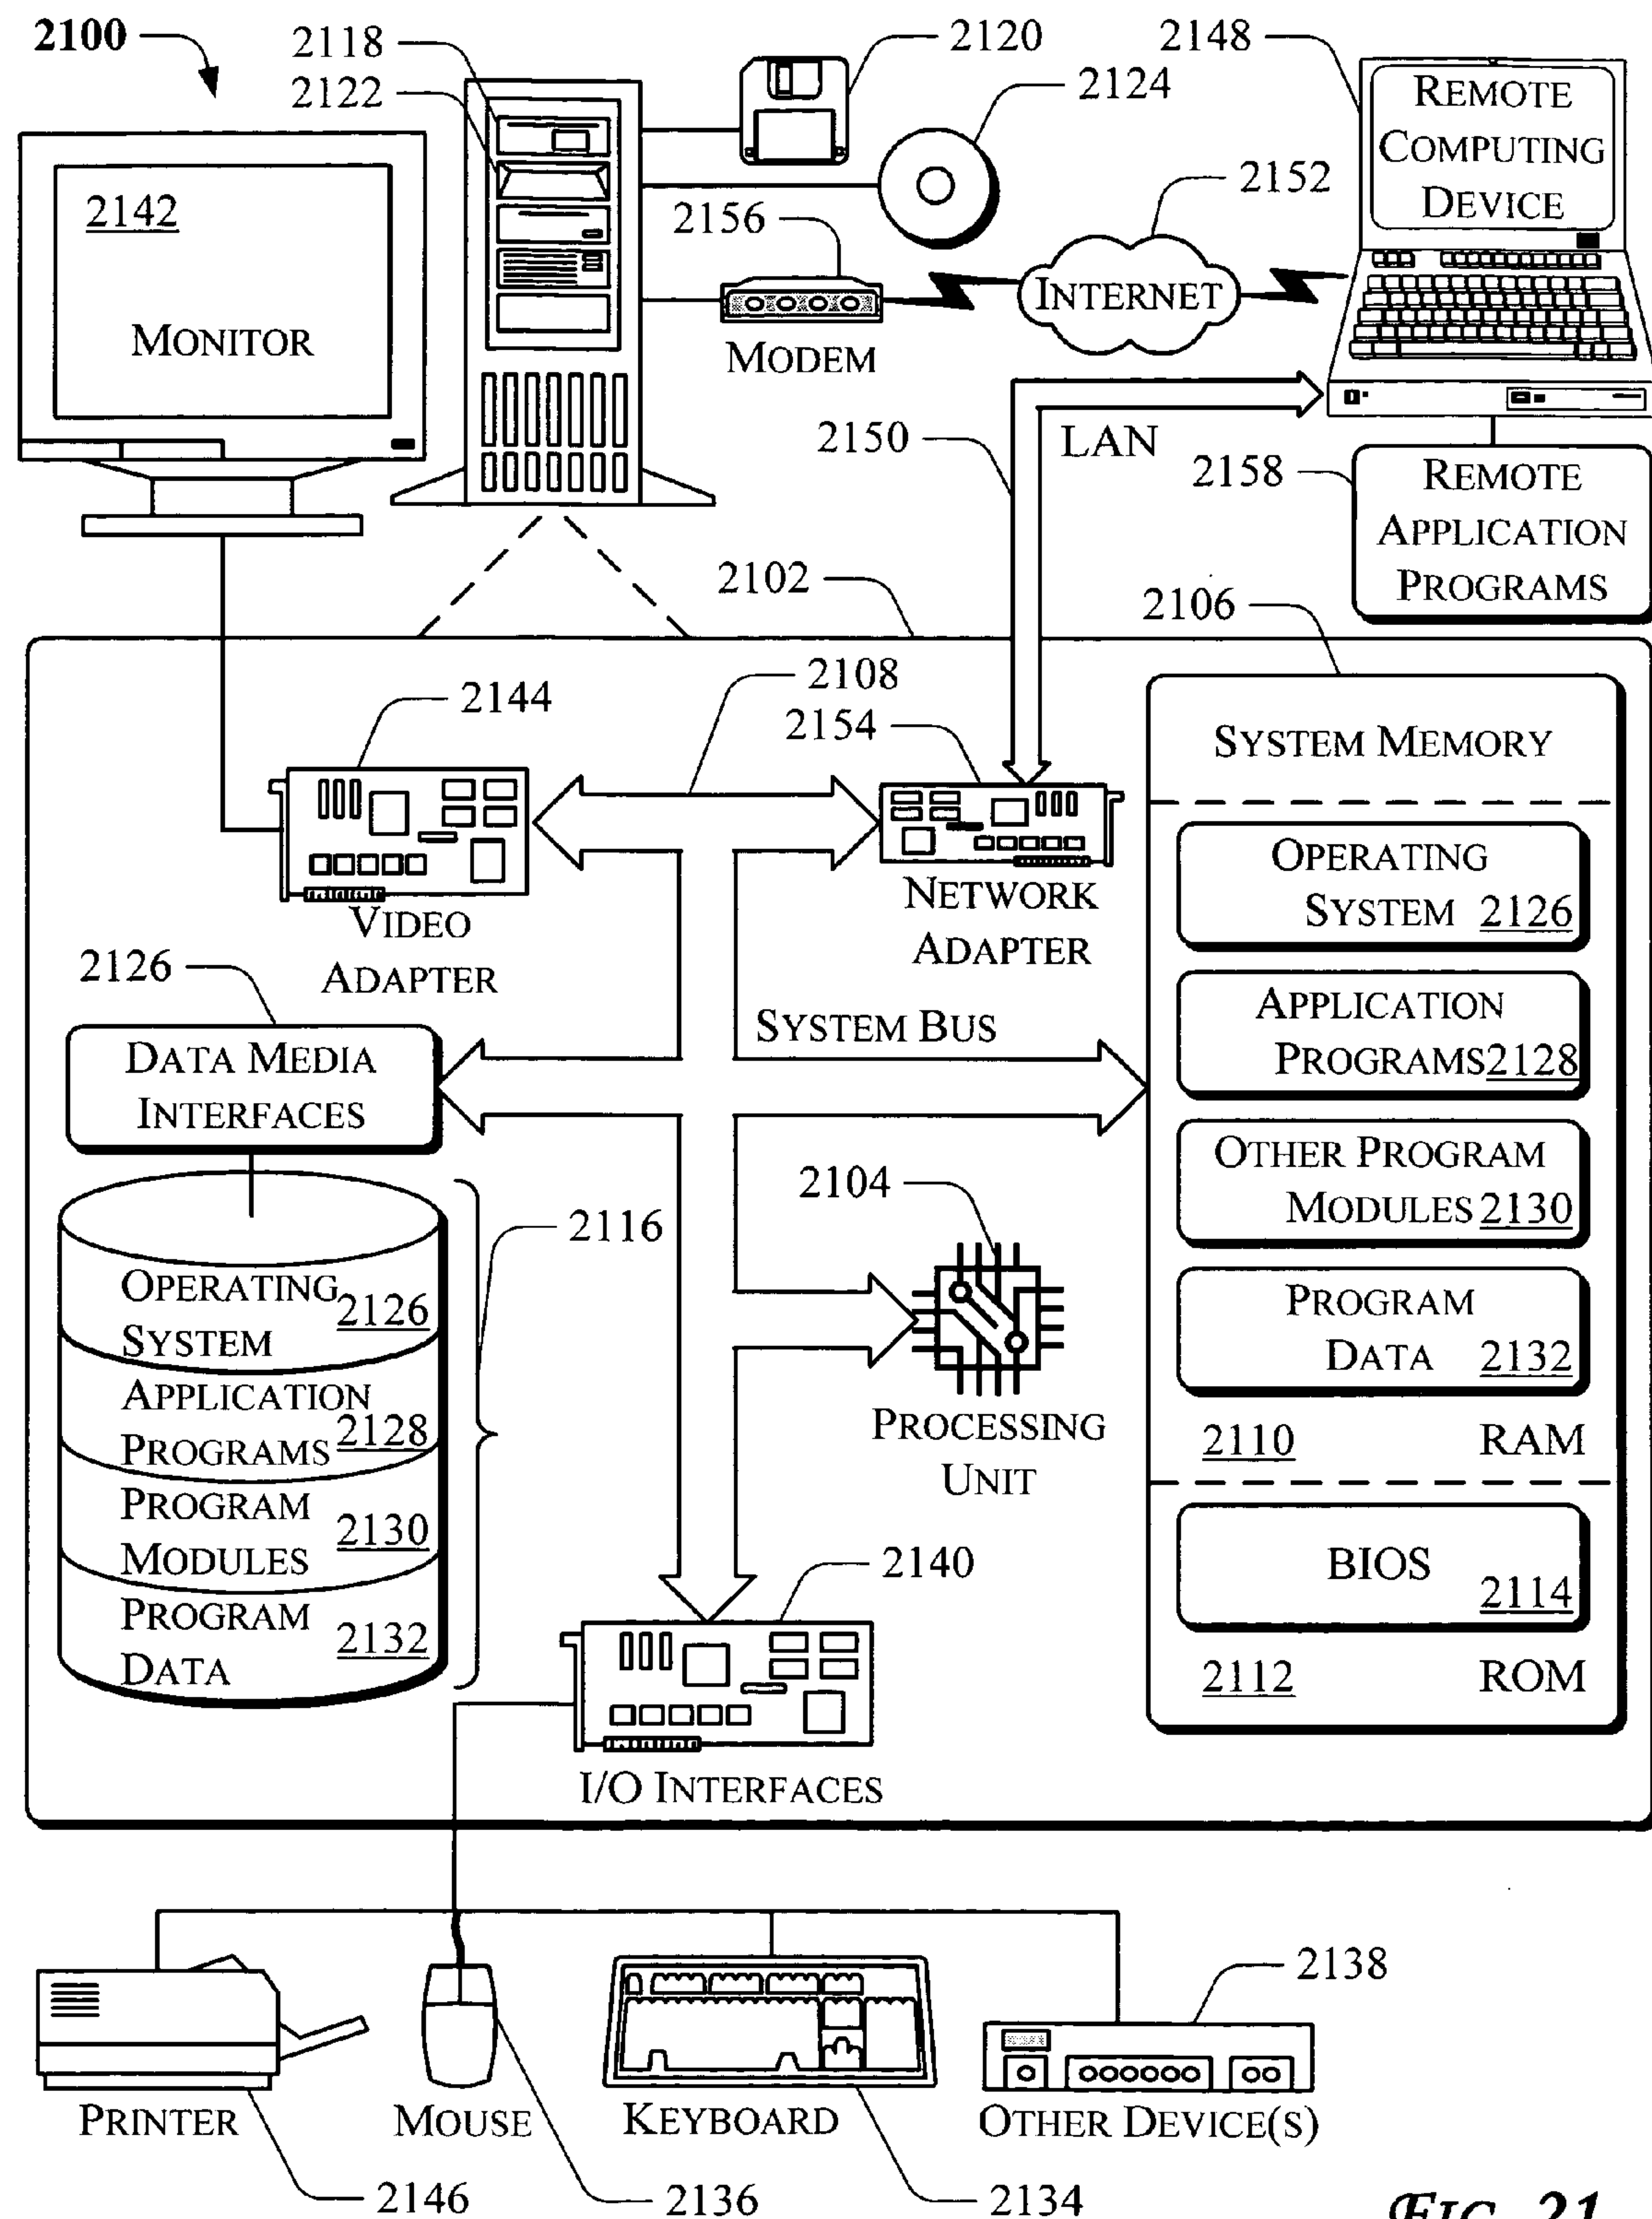 2100
2118
2122
2120
2124
2148
REMOTE
COMPUTING
DEVICE
2142
MONITOR
2156
MODEM
2152
INTERNET
2150
LAN
2158
REMOTE
APPLICATION
PROGRAMS
2102
2106
2108
2144
2154
VIDEO
ADAPTER
NETWORK
ADAPTER
SYSTEM MEMORY
OPERATING
SYSTEM 2126
APPLICATION
PROGRAMS 2128
OTHER PROGRAM
MODULES 2130
PROGRAM
DATA 2132
2110 RAM
BIOS
2114
2112 ROM
2126
DATA MEDIA
INTERFACES
SYSTEM BUS
2104
PROCESSING
UNIT
2116
OPERATING
SYSTEM 2126
APPLICATION
PROGRAMS 2128
PROGRAM
MODULES 2130
PROGRAM
DATA 2132
2140
I/O INTERFACES
2138
PRINTER
MOUSE
KEYBOARD
OTHER DEVICE(S)
2146
2136
2134
FIG. 21